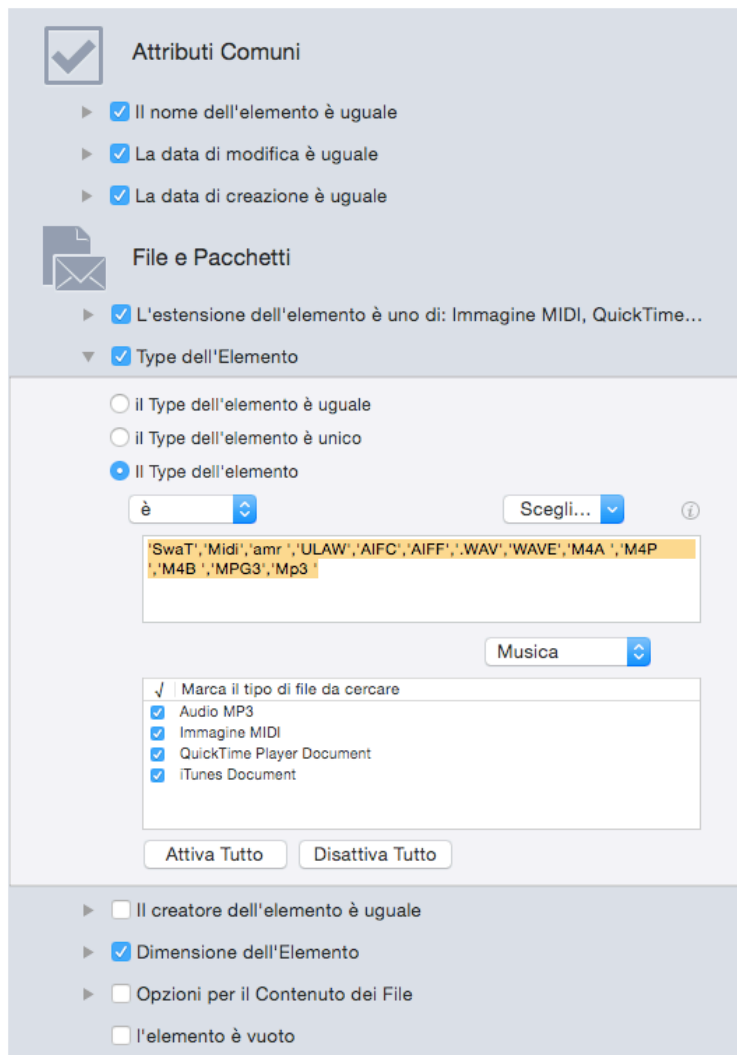 Attributi Comuni
Il nome dell'elemento è uguale
La data di modifica è uguale
La data di creazione è uguale
File e Pacchetti
L'estensione dell'elemento è uno di: Immagine MIDI, QuickTime...
Type dell'Elemento
il Type dell'elemento è uguale
il Type dell'elemento è unico
Il Type dell'elemento
è Scegli...
'SwaT','Midi','amr ','ULAW','AIFC','AIFF','.WAV','WAVE','M4A ','M4P
','M4B ','MPG3','Mp3 '
Musica
√ Marca il tipo di file da cercare
Audio MP3
Immagine MIDI
QuickTime Player Document
iTunes Document
Attiva Tutto Disattiva Tutto
Il creatore dell'elemento è uguale
Dimensione dell'Elemento
Opzioni per il Contenuto dei File
l'elemento è vuoto